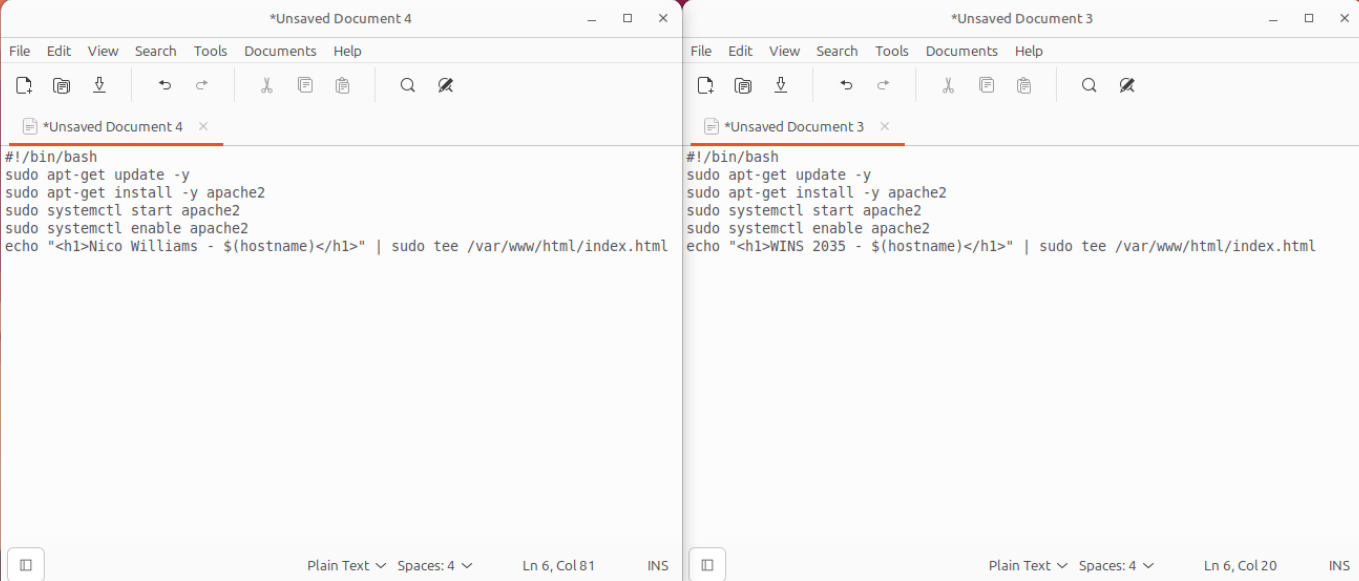 *Unsaved Document 4
File Edit View Search Tools Documents Help
*Unsaved Document 4
#!/bin/bash
sudo apt-get update -y
sudo apt-get install -y apache2
sudo systemctl start apache2
sudo systemctl enable apache2
echo "<h1>Nico Williams - $(hostname)</h1>" | sudo tee /var/www/html/index.html
Plain Text Spaces: 4 Ln 6, Col 81 INS
*Unsaved Document 3
File Edit View Search Tools Documents Help
*Unsaved Document 3
#!/bin/bash
sudo apt-get update -y
sudo apt-get install -y apache2
sudo systemctl start apache2
sudo systemctl enable apache2
echo "<h1>WINS 2035 - $(hostname)</h1>" | sudo tee /var/www/html/index.html
Plain Text Spaces: 4 Ln 6, Col 20 INS